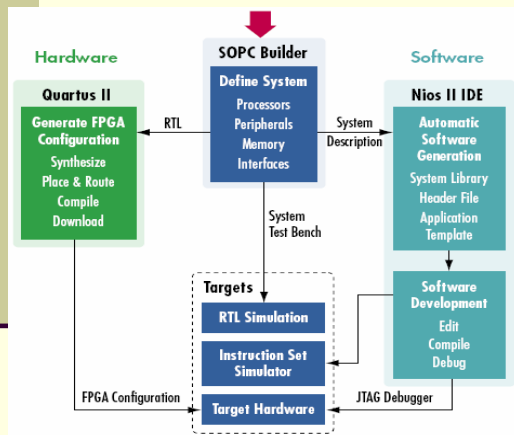 Hardware
SOPC Builder
Software
Quartus II
Define System
Processors
Peripherals
Memory
Interfaces
Nios II IDE
Generate FPGA
Configuration
Synthesize
Place & Route
Compile
Download
RTL
System
Description
Automatic
Software
Generation
System Library
Header File
Application
Template
System
Test Bench
Targets
RTL Simulation
Instruction Set
Simulator
Target Hardware
Software
Development
Edit
Compile
Debug
FPGA Configuration
JTAG Debugger